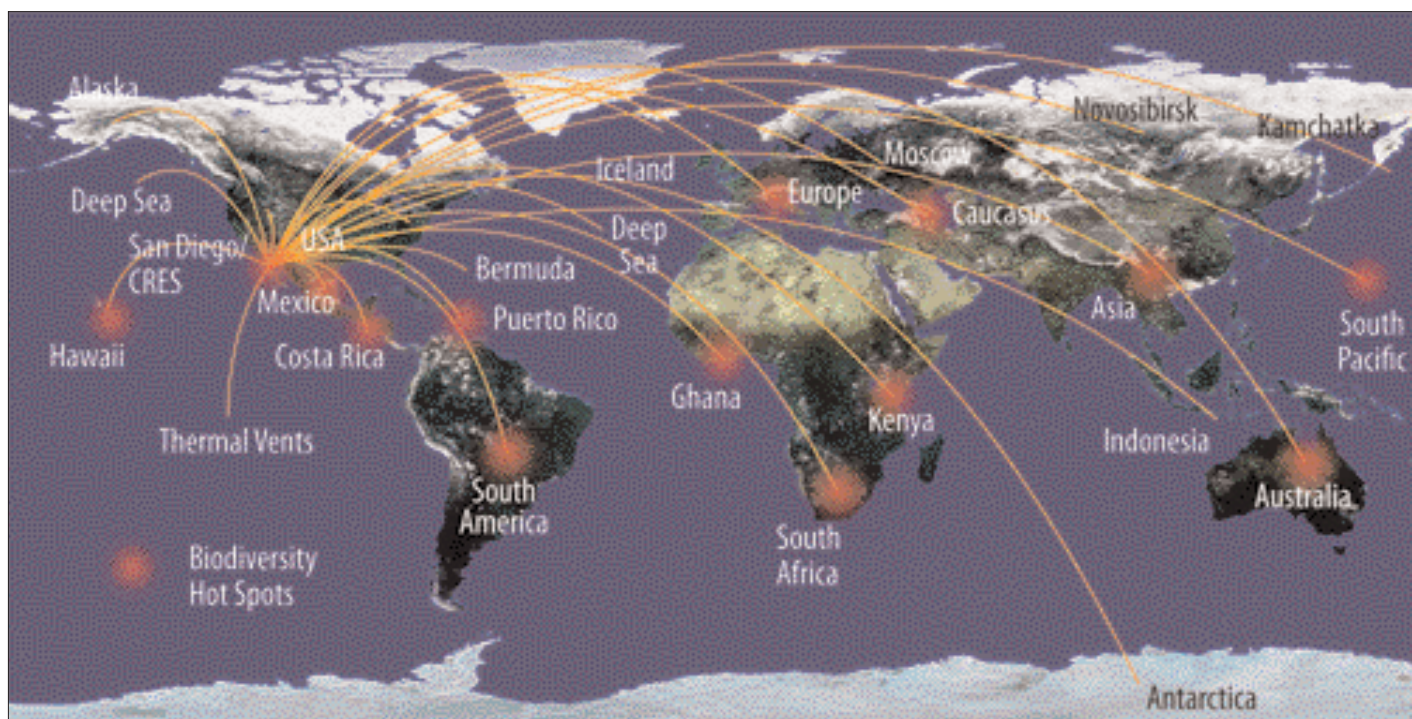 Alaska
Novosibirsk
Kamchatka
Moscow
Iceland
Europe
Deep Sea
Caucasus
USA
Deep
Sea
San Diego/
CRES
Bermuda
Mexico
Puerto Rico
Asia
South
Pacific
Hawaii
Costa Rica
Ghana
Kenya
Thermal Vents
Indonesia
South
America
Australia
South
Africa
Biodiversity
Hot Spots
Antarctica